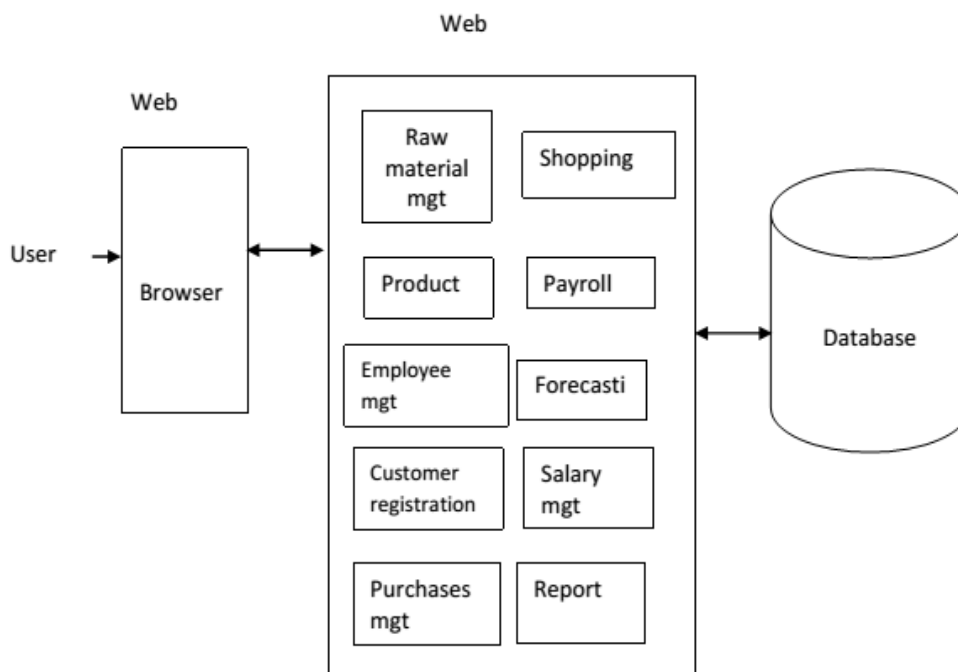 Web
Web
Raw
material
mgt
Shopping
User
Browser
Product
Payroll
Database
Employee
mgt
Forecasti
Customer
registration
Salary
mgt
Purchases
mgt
Report